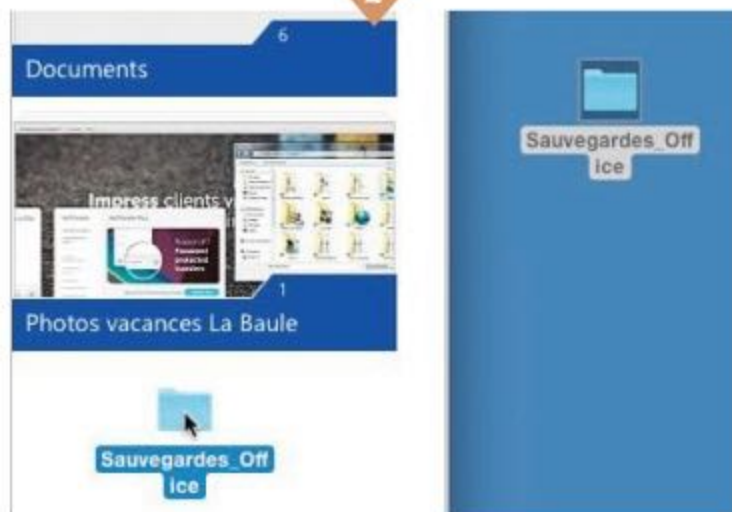 6
Documents
Impress clients
1
Photos vacances La Baule
Sauvegardes_Off
ice
Sauvegardes_Off
ice